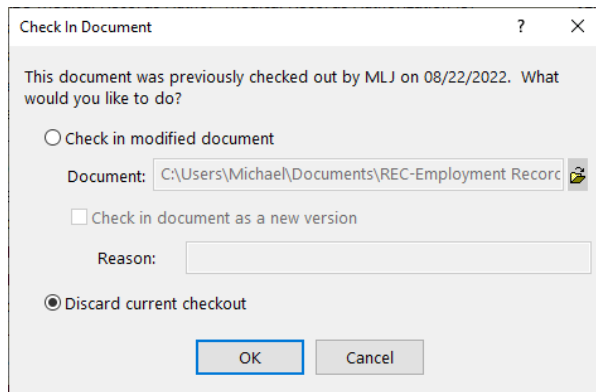 Check In Document
This document was previously checked out by MLJ on 08/22/2022. What
would you like to do?
Check in modified document
Document: C:\Users\Michael\Documents\REC-Employment Recorc
Check in document as a new version
Reason:
Discard current checkout
OK Cancel